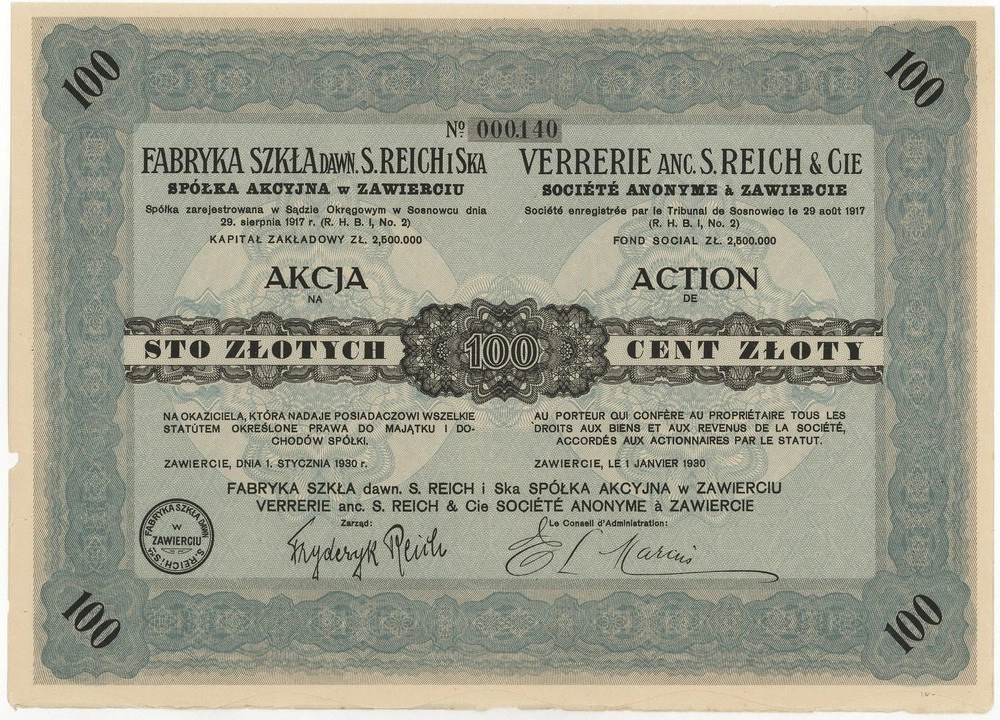 100
100
Nº 000.140
FABRYKA SZKŁA DAWN. S. REICH I SKA
SPÓŁKA AKCYJNA w ZAWIERCIU
Spółka zarejestrowana w Sądzie Okręgowym w Sosnowcu dnia
29. sierpnia 1917 r. (R. H. B. I, No. 2)
KAPITAŁ ZAKŁADOWY ZŁ. 2,500.000
AKCJA
NA
STO ZŁOTYCH
VERRERIE ANC. S. REICH & CIE
SOCIÉTÉ ANONYME à ZAWIERCIE
Société enregistrée par le Tribunal de Sosnowiec le 29 août 1917
(R. H. B. I, No. 2)
FOND SOCIAL ZŁ. 2,500.000
ACTION
DE
CENT ZŁOTY
100
NA OKAZICIELA, KTÓRA NADAJE POSIADACZOWI WSZELKIE
STATUTEM OKREŚLONE PRAWA DO MAJĄTKU I DO-
CHODÓW SPÓŁKI.
ZAWIERCIE, DNIA 1. STYCZNIA 1930 r.
AU PORTEUR QUI CONFÈRE AU PROPRIÉTAIRE TOUS LES
DROITS AUX BIENS ET AUX REVENUS DE LA SOCIÉTÉ,
ACCORDÉS AUX ACTIONNAIRES PAR LE STATUT.
ZAWIERCIE, LE 1 JANVIER 1930
FABRYKA SZKŁA dawn. S. REICH i Ska SPÓŁKA AKCYJNA w ZAWIERCIU
VERRERIE anc. S. REICH & Cie SOCIÉTÉ ANONYME à ZAWIERCIE
Zarząd:
Le Conseil d'Administration:
Fryderyk Reich
FABRYKA SZKŁA DAWN. S. REICH i Ska
W
ZAWIERCIU
100
100